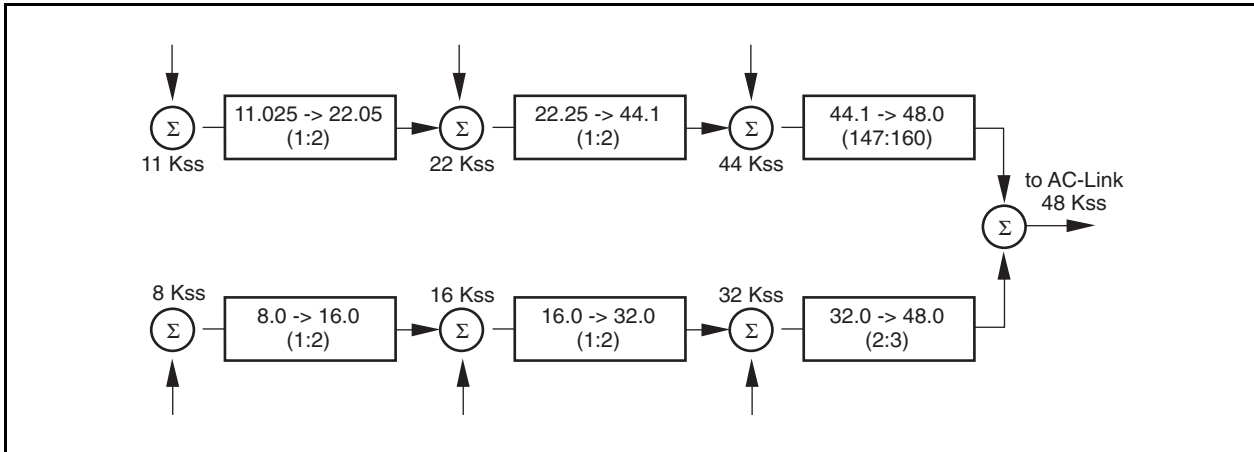 Σ
11 Kss
11.025 -> 22.05
(1:2)
Σ
22 Kss
22.25 -> 44.1
(1:2)
Σ
44 Kss
44.1 -> 48.0
(147:160)
to AC-Link
48 Kss
Σ
8 Kss
Σ
8.0 -> 16.0
(1:2)
16 Kss
Σ
16.0 -> 32.0
(1:2)
32 Kss
Σ
32.0 -> 48.0
(2:3)